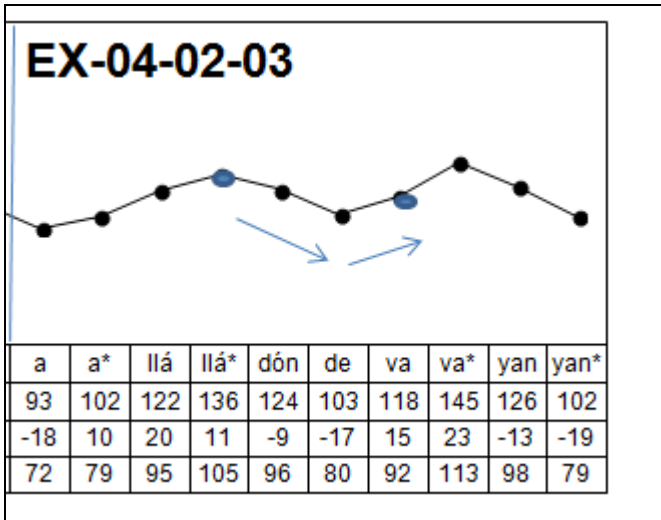 EX-04-02-03
a a* llá llá* dón de va va* yan yan*
93 102 122 136 124 103 118 145 126 102
-18 10 20 11 -9 -17 15 23 -13 -19
72 79 95 105 96 80 92 113 98 79